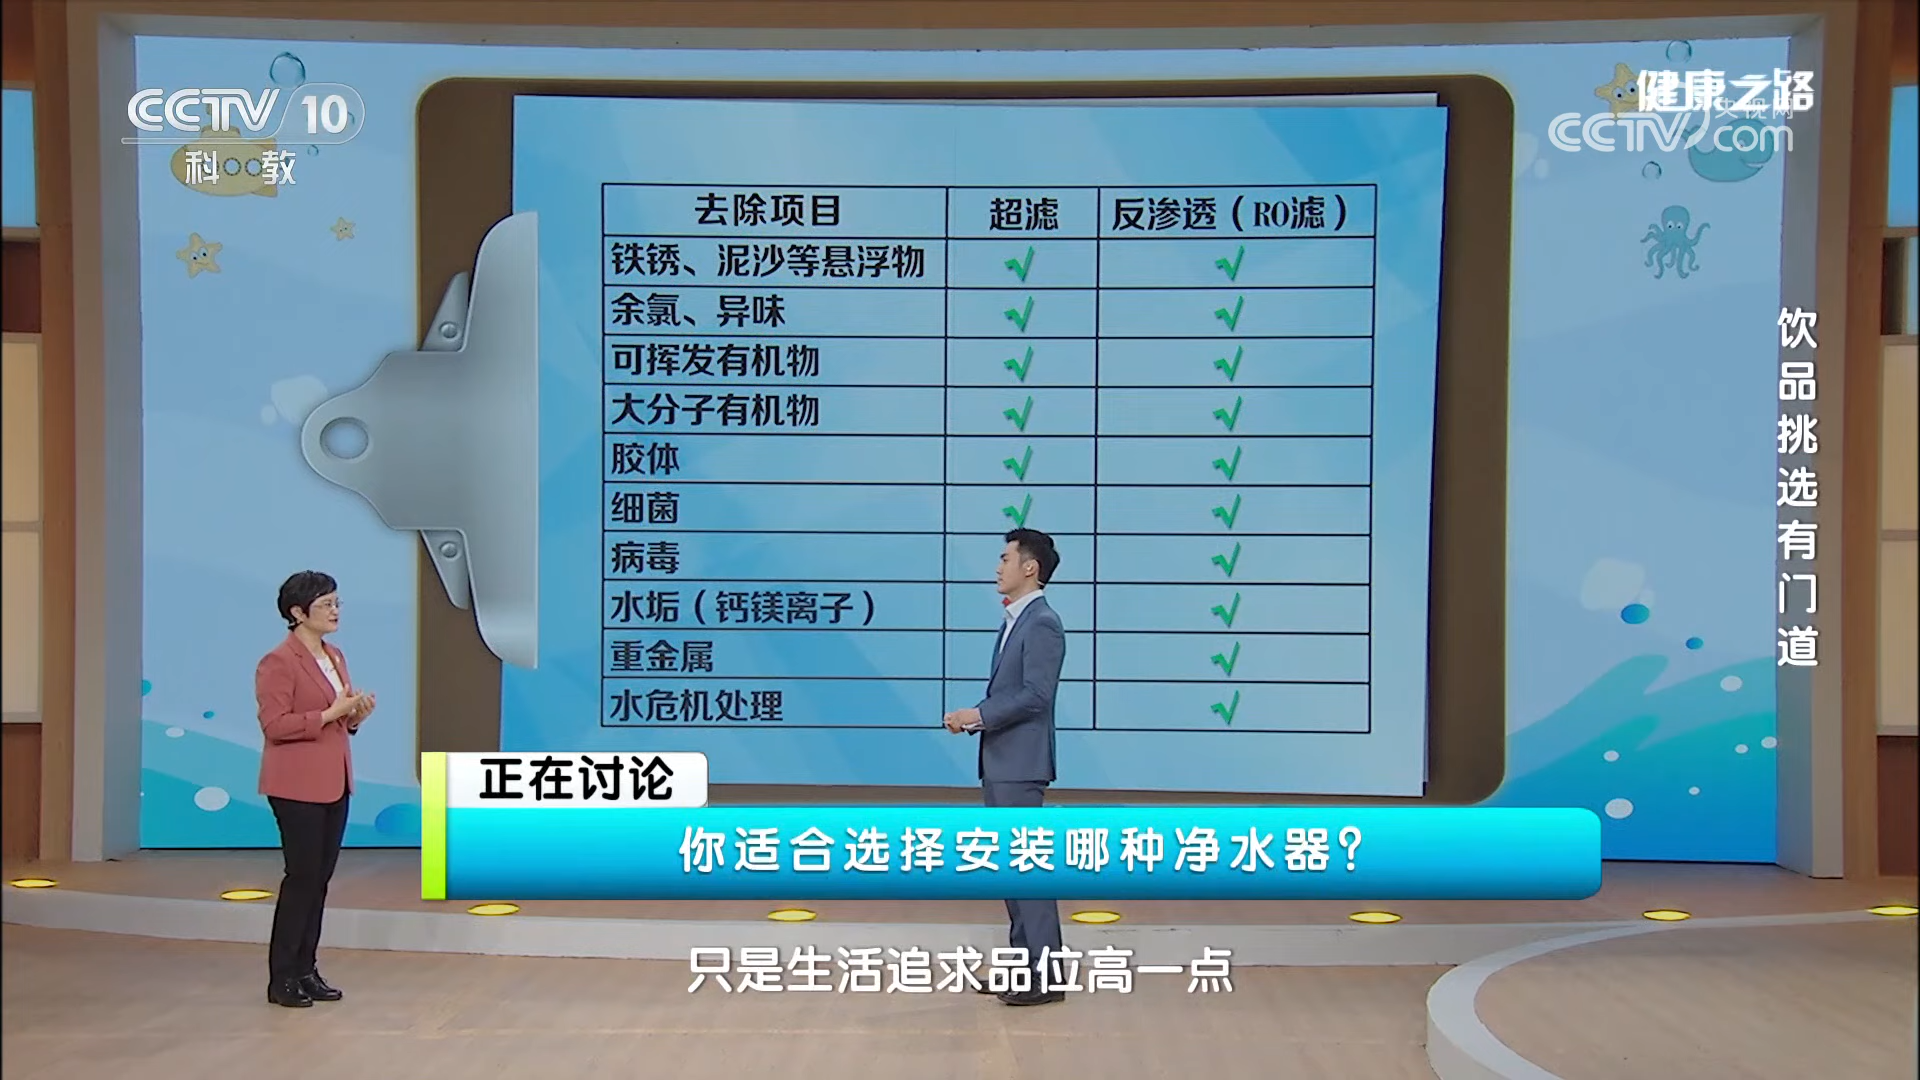 CCTV 10
科教
健康之路
央视网
CCTV.com
去除项目 超滤 反渗透（RO滤）
铁锈、泥沙等悬浮物 √ √
余氯、异味 √ √
可挥发有机物 √ √
大分子有机物 √ √
胶体 √ √
细菌 √ √
病毒 √
水垢（钙镁离子） √
重金属 √
水危机处理 √
饮品挑选有门道
正在讨论
你适合选择安装哪种净水器？
只是生活追求品位高一点